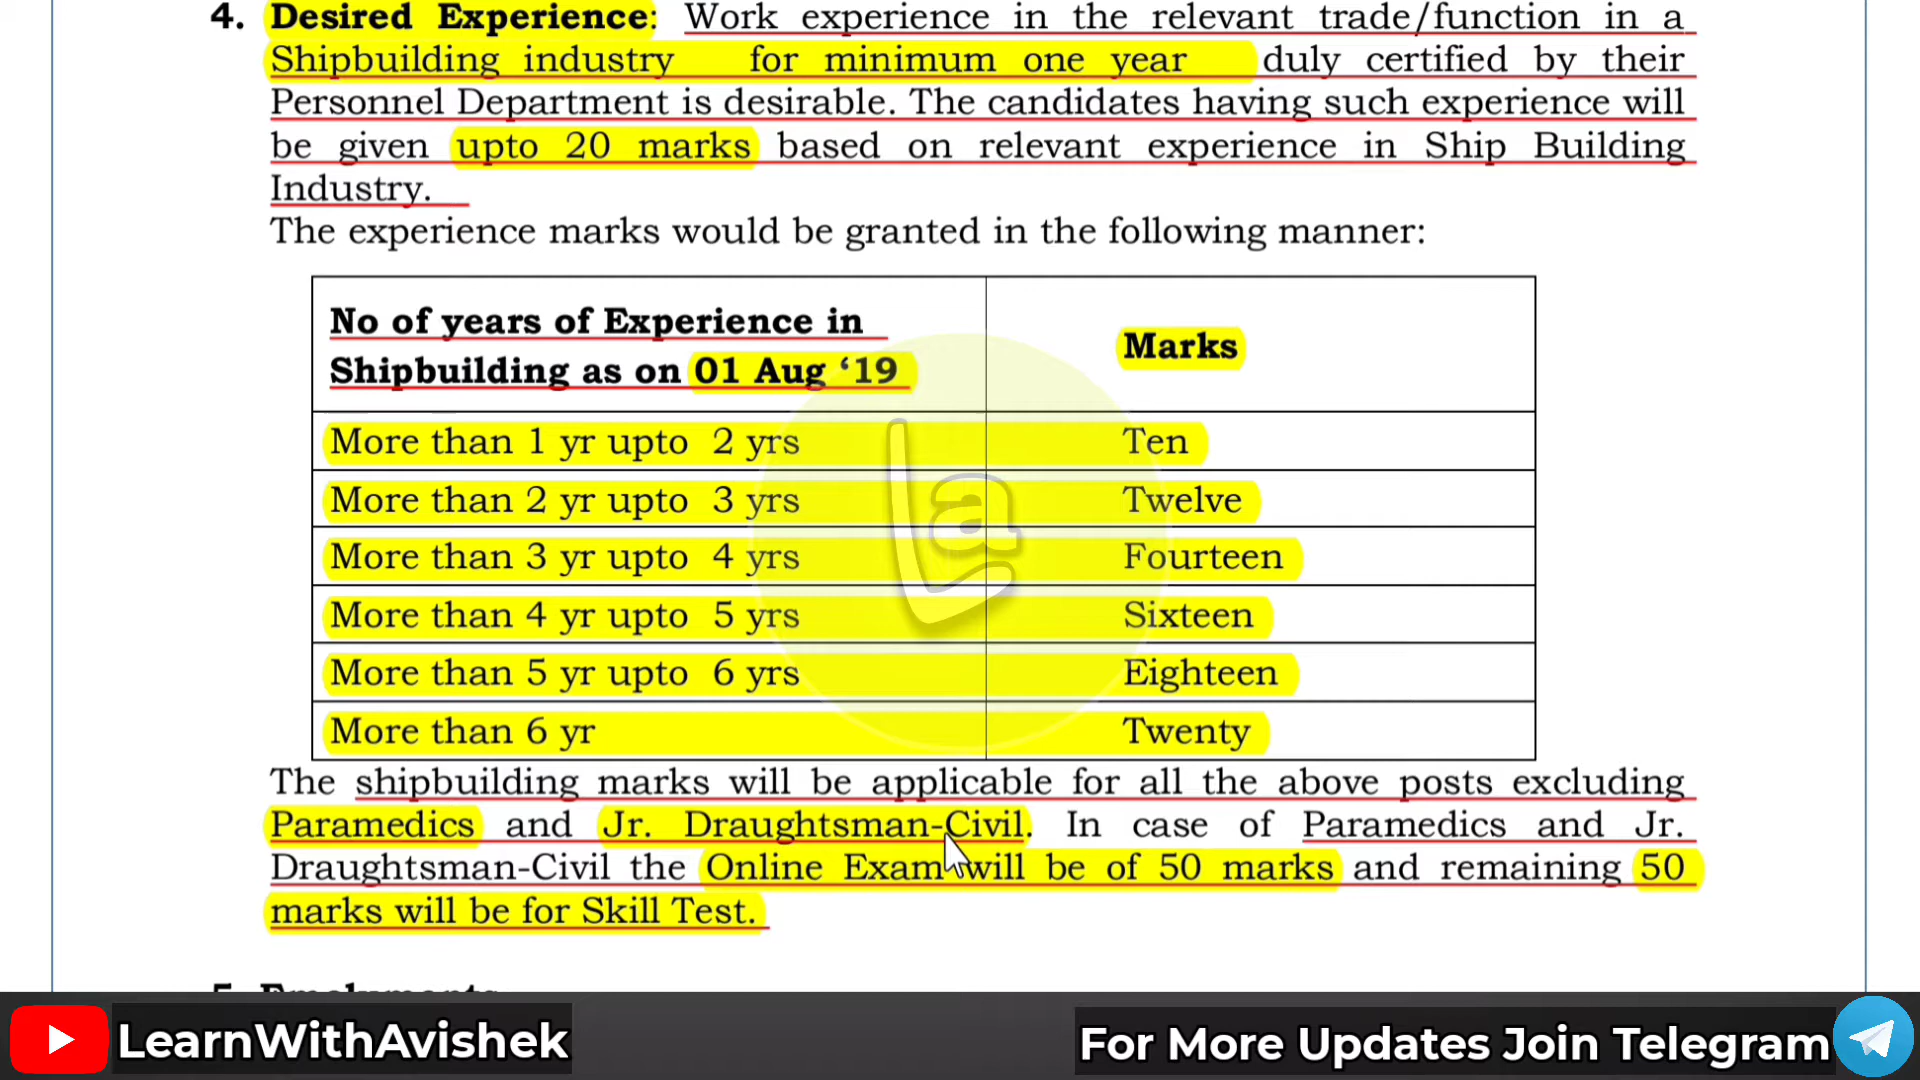 4. Desired Experience: Work experience in the relevant trade/function in a
Shipbuilding industry for minimum one year duly certified by their
Personnel Department is desirable. The candidates having such experience will
be given upto 20 marks based on relevant experience in Ship Building
Industry.
The experience marks would be granted in the following manner:
No of years of Experience in
Shipbuilding as on 01 Aug ‘19
Marks
More than 1 yr upto 2 yrs Ten
More than 2 yr upto 3 yrs Twelve
More than 3 yr upto 4 yrs Fourteen
More than 4 yr upto 5 yrs Sixteen
More than 5 yr upto 6 yrs Eighteen
More than 6 yr Twenty
The shipbuilding marks will be applicable for all the above posts excluding
Paramedics and Jr. Draughtsman-Civil. In case of Paramedics and Jr.
Draughtsman-Civil the Online Exam will be of 50 marks and remaining 50
marks will be for Skill Test.
5. Emoluments
LearnWithAvishek
For More Updates Join Telegram